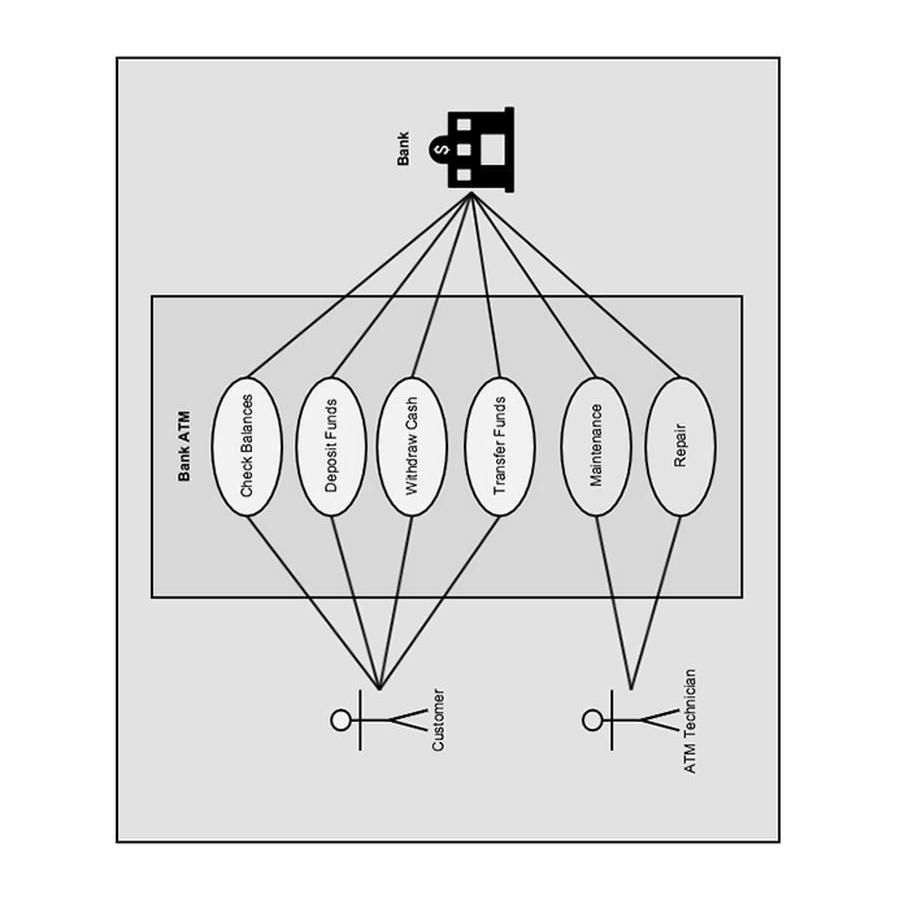 Bank ATM
Check Balances
Deposit Funds
Customer
Withdraw Cash
Bank
$
Transfer Funds
Maintenance
ATM Technician
Repair